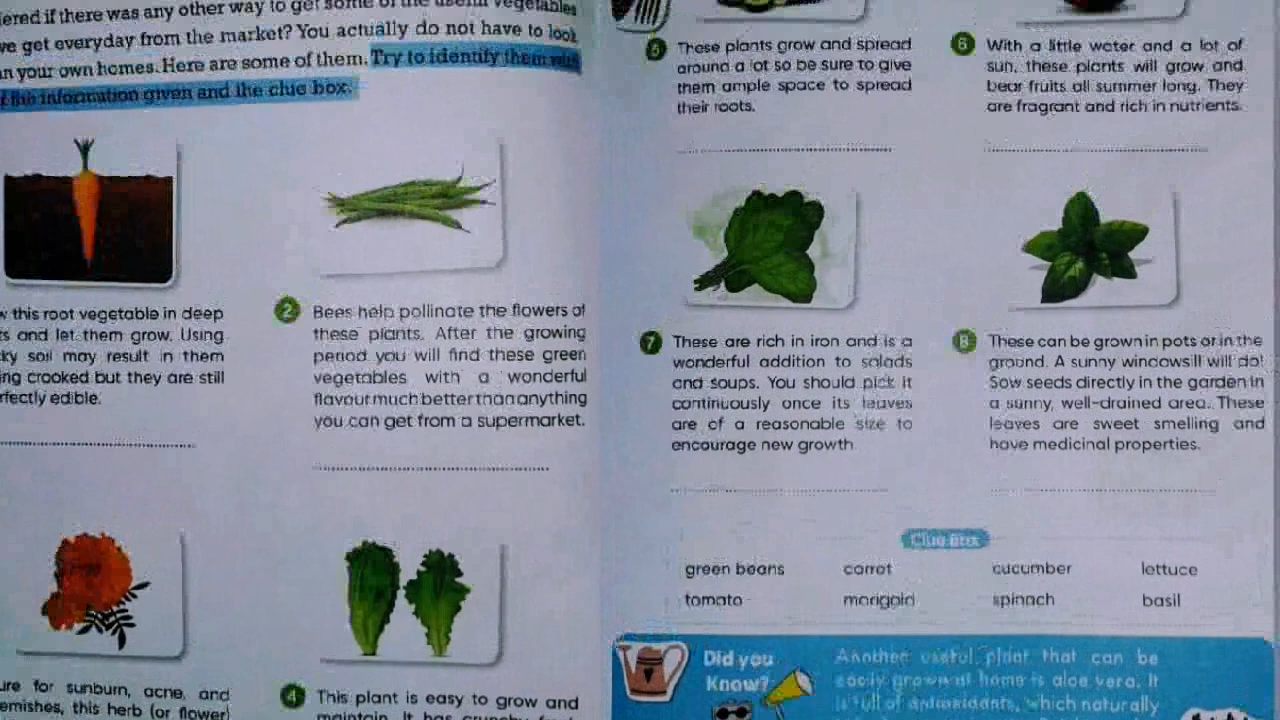 ered if there was any other way to get some of the useful vegetables
we get everyday from the market? You actually do not have to look
n your own homes. Here are some of them. Try to identify them with
of the information given and the clue box.
this root vegetable in deep
and let them grow. Using
soil may result in them
crooked but they are still
perfectly edible.
2 Bees help pollinate the flowers of
these plants. After the growing
period you will find these green
vegetables with a wonderful
flavour much better than anything
you can get from a supermarket.
for sunburn, acne, and
this herb (or flower)
4 This plant is easy to grow and
maintain. It has crunchy
5 These plants grow and spread
around a lot so be sure to give
them ample space to spread
their roots.
6 With a little water and a lot of
sun, these plants will grow and
bear fruits all summer long. They
are fragrant and rich in nutrients.
7 These are rich in iron and is a
wonderful addition to salads
and soups. You should pick it
continuously once its leaves
are of a reasonable size to
encourage new growth
8 These can be grown in pots or in the
ground. A sunny windowsill will do!
Sow seeds directly in the garden in
a sunny, well-drained area. These
leaves are sweet smelling and
have medicinal properties.
Clue Box
green beans carrot cucumber lettuce
tomato marigold spinach basil
Did you
Know?
Another useful plant that can be
easily grown at home is aloe vera. It
is full of antioxidants, which naturally